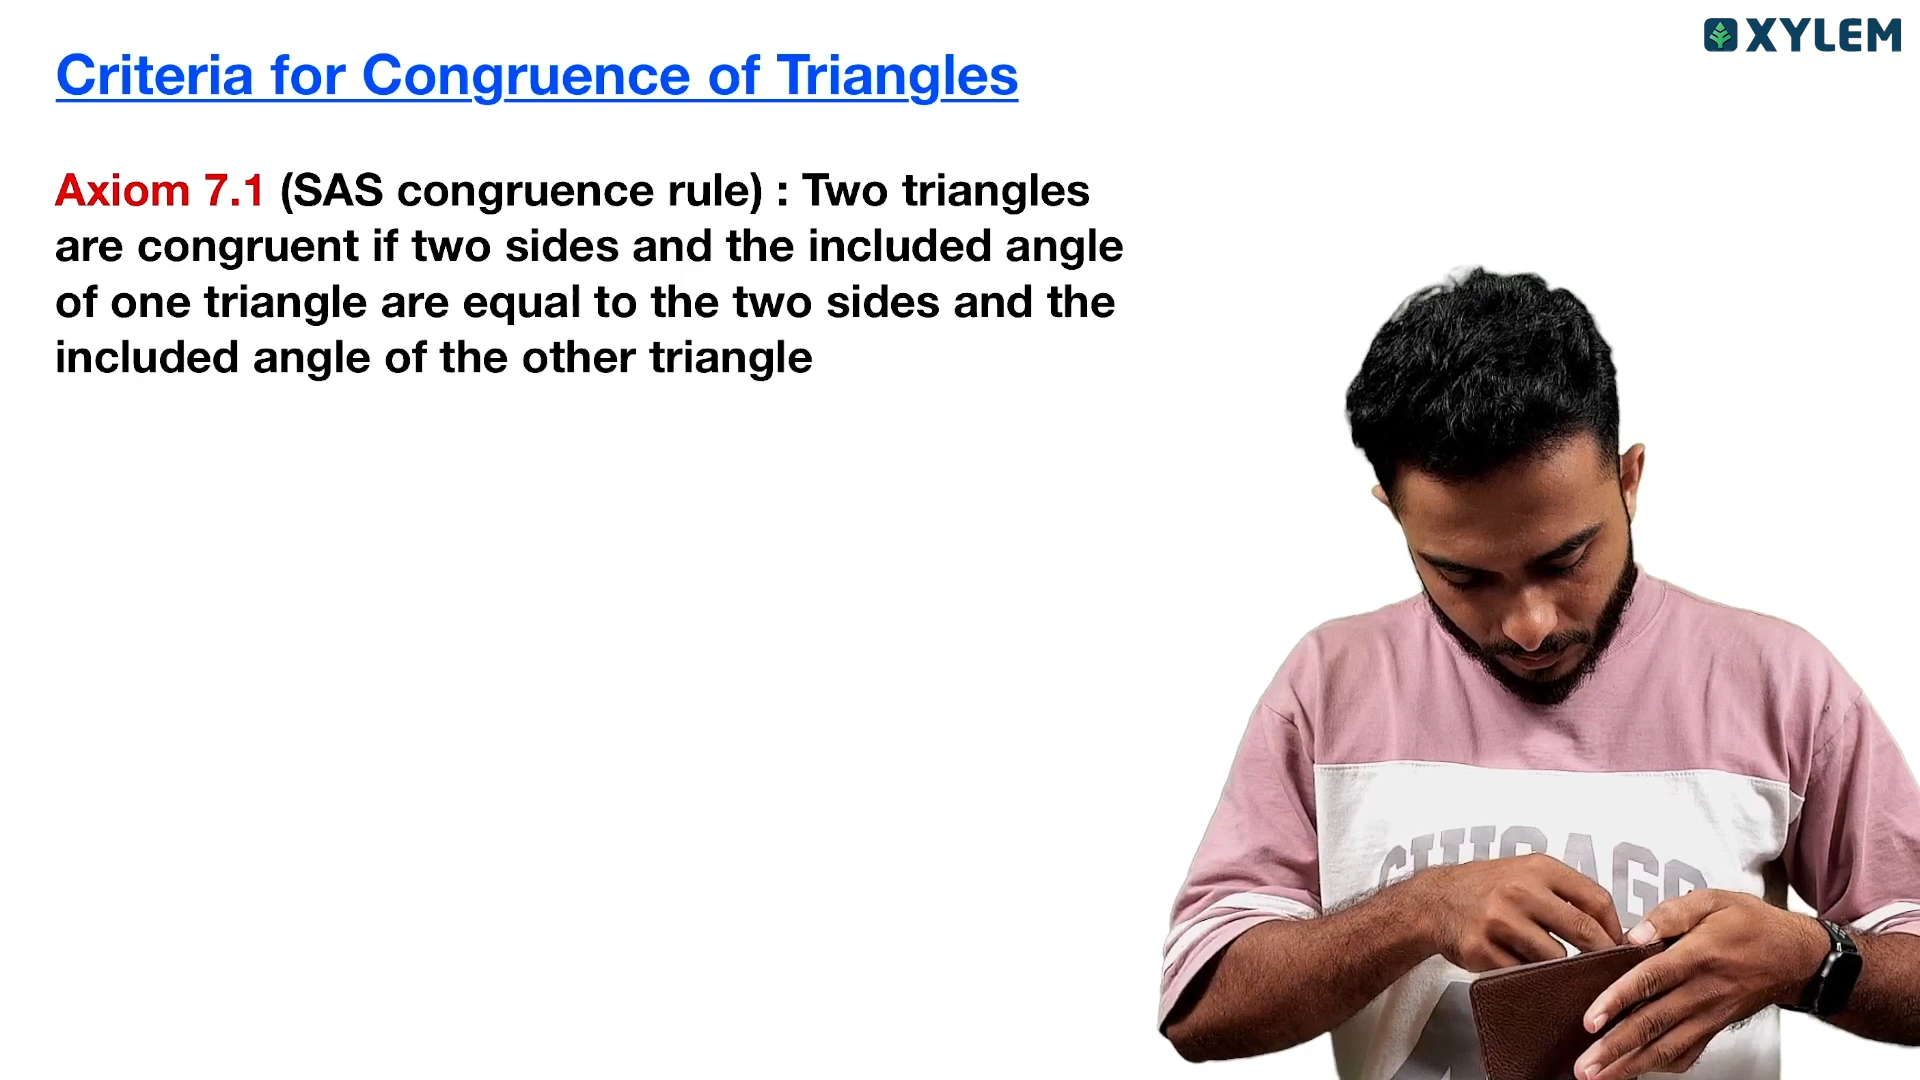 XYLEM
Criteria for Congruence of Triangles
Axiom 7.1 (SAS congruence rule) : Two triangles
are congruent if two sides and the included angle
of one triangle are equal to the two sides and the
included angle of the other triangle
CHICAGO